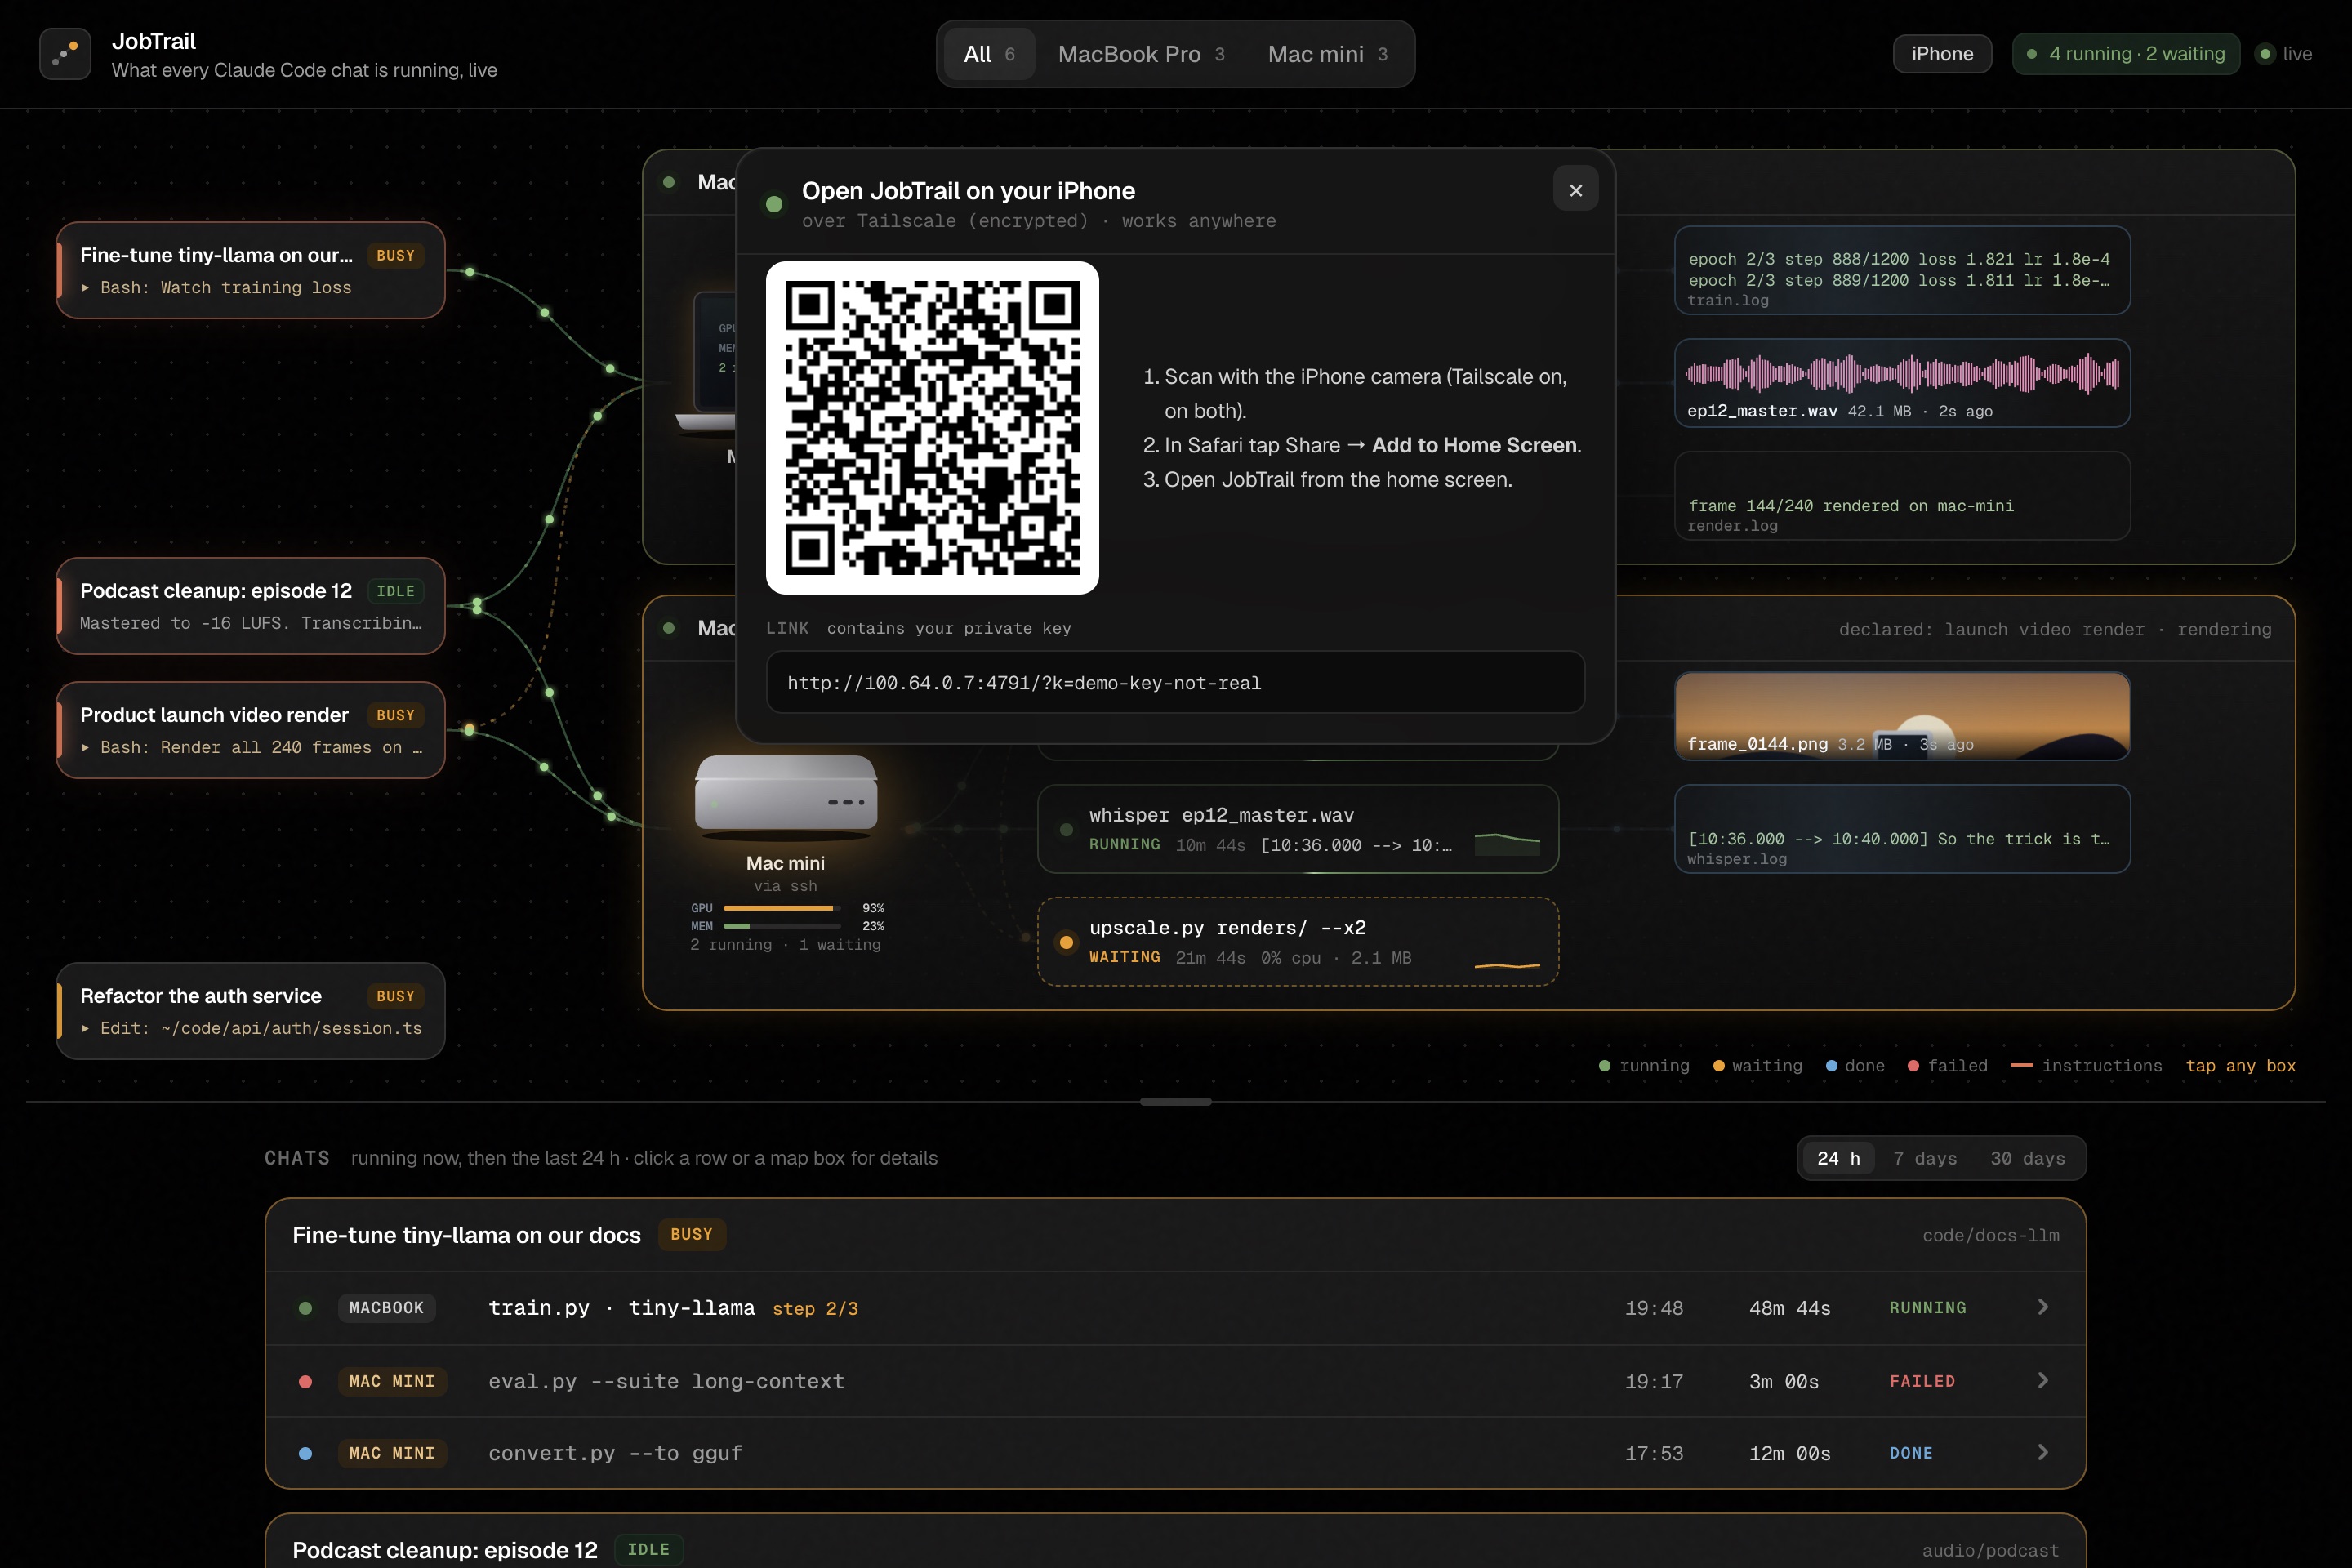 JobTrail
What every Claude Code chat is running, live
All 6 MacBook Pro 3 Mac mini 3
iPhone
4 running · 2 waiting
live
Fine-tune tiny-llama on our… BUSY
▸ Bash: Watch training loss
Podcast cleanup: episode 12 IDLE
Mastered to -16 LUFS. Transcribin…
Product launch video render BUSY
▸ Bash: Render all 240 frames on …
Refactor the auth service BUSY
▸ Edit: ~/code/api/auth/session.ts
Mac
GPU
MEM
2
Open JobTrail on your iPhone
over Tailscale (encrypted) · works anywhere
×
1. Scan with the iPhone camera (Tailscale on,
on both).
2. In Safari tap Share → Add to Home Screen.
3. Open JobTrail from the home screen.
LINK contains your private key
http://100.64.0.7:4791/?k=demo-key-not-real
epoch 2/3 step 888/1200 loss 1.821 lr 1.8e-4
epoch 2/3 step 889/1200 loss 1.811 lr 1.8e-…
train.log
ep12_master.wav 42.1 MB · 2s ago
frame 144/240 rendered on mac-mini
render.log
Mac
declared: launch video render · rendering
Mac mini
via ssh
GPU 93%
MEM 23%
2 running · 1 waiting
whisper ep12_master.wav
RUNNING 10m 44s [10:36.000 --> 10:…
upscale.py renders/ --x2
WAITING 21m 44s 0% cpu · 2.1 MB
frame_0144.png 3.2 MB · 3s ago
[10:36.000 --> 10:40.000] So the trick is t…
whisper.log
running waiting done failed instructions tap any box
CHATS running now, then the last 24 h · click a row or a map box for details
24 h 7 days 30 days
Fine-tune tiny-llama on our docs BUSY code/docs-llm
MACBOOK train.py · tiny-llama step 2/3 19:48 48m 44s RUNNING
MAC MINI eval.py --suite long-context 19:17 3m 00s FAILED
MAC MINI convert.py --to gguf 17:53 12m 00s DONE
Podcast cleanup: episode 12 IDLE audio/podcast